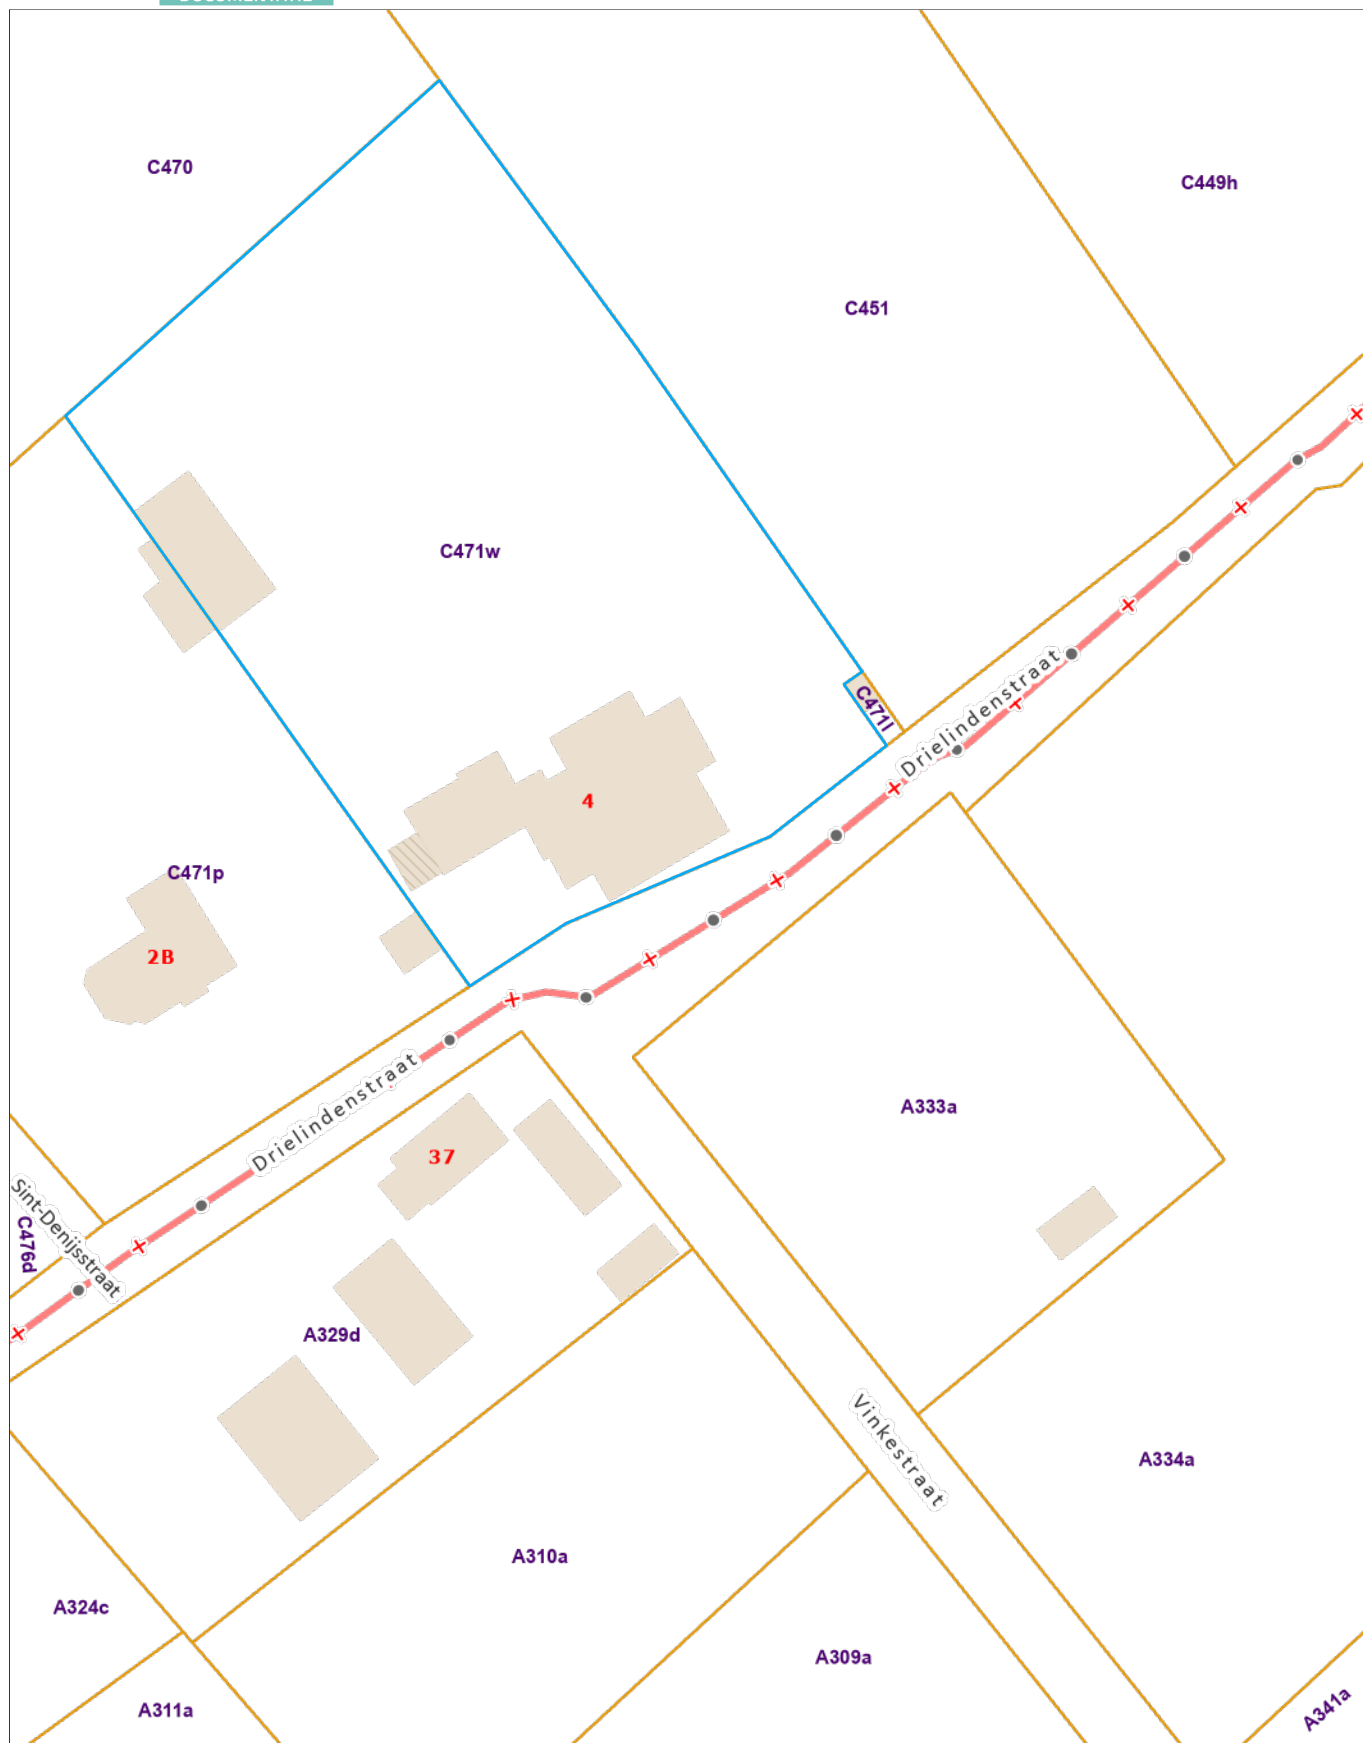 C470
C449h
C451
C471w
C471l
Drielindenstraat
4
C471p
2B
Drielindenstraat
A333a
37
Sint-Denijsstraat
C476d
A329d
Vinkestraat
A334a
A310a
A324c
A309a
A311a
A341a